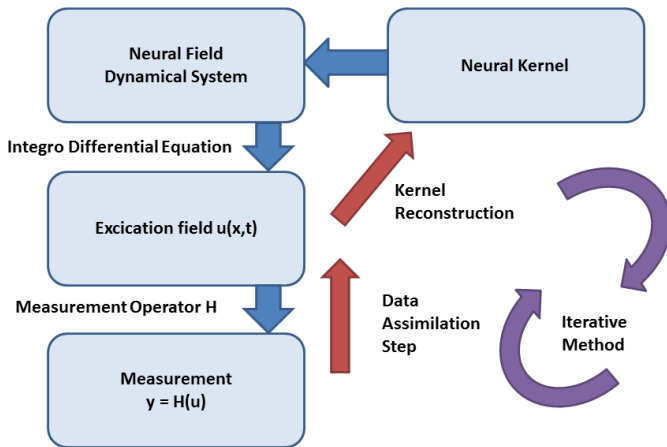 Neural Field
Dynamical System
Neural Kernel
Integro Differential Equation
Kernel
Reconstruction
Excication field u(x,t)
Measurement Operator H
Data
Assimilation
Step
Iterative
Method
Measurement
y = H(u)